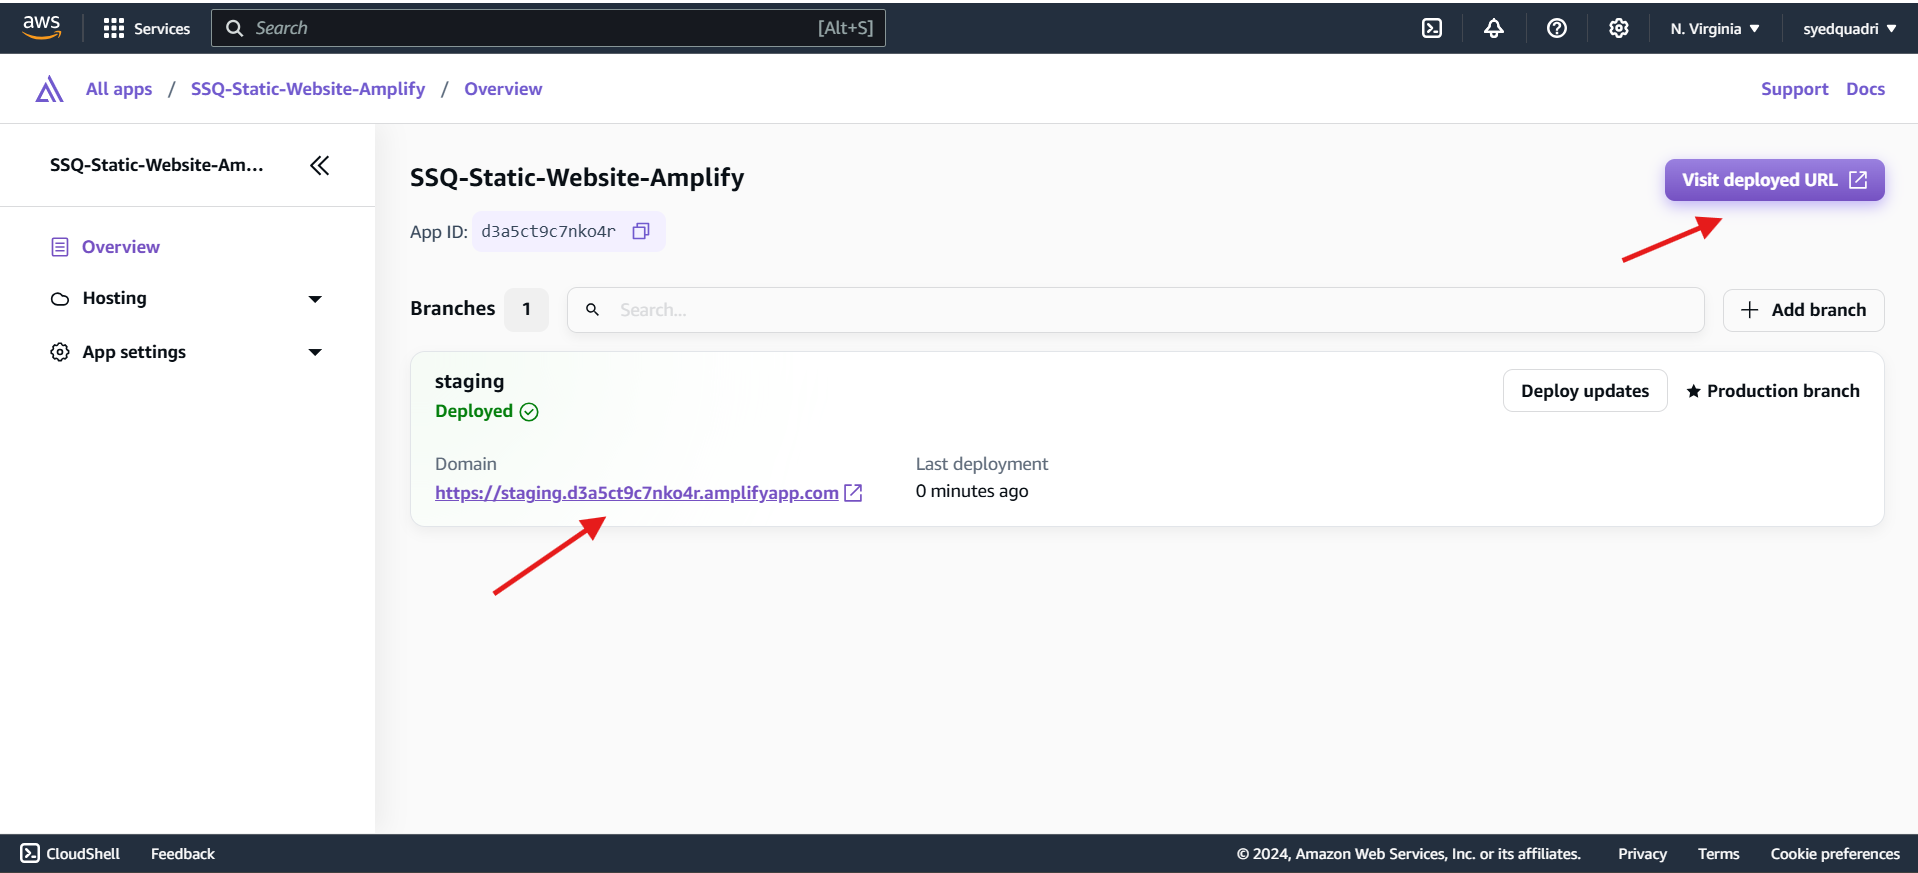 aws Services Search [Alt+S] N. Virginia syedquadri
All apps / SSQ-Static-Website-Amplify / Overview Support Docs
SSQ-Static-Website-Am...
Overview
Hosting
App settings
SSQ-Static-Website-Amplify
Visit deployed URL
App ID: d3a5ct9c7nko4r
Branches 1 Search... + Add branch
staging
Deployed
Deploy updates Production branch
Domain
https://staging.d3a5ct9c7nko4r.amplifyapp.com
Last deployment
0 minutes ago
CloudShell Feedback © 2024, Amazon Web Services, Inc. or its affiliates. Privacy Terms Cookie preferences